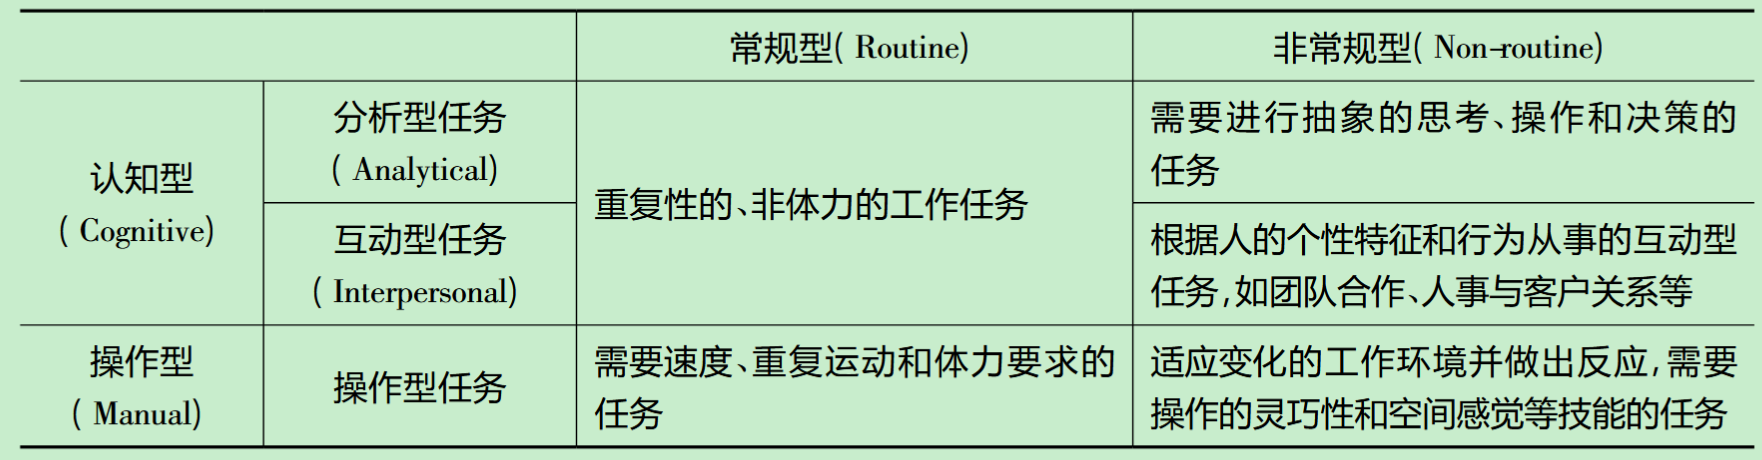 常规型( Routine)
非常规型( Non-routine)
认知型
( Cognitive)
分析型任务
( Analytical)
重复性的、非体力的工作任务
需要进行抽象的思考、操作和决策的
任务
互动型任务
( Interpersonal)
根据人的个性特征和行为从事的互动型
任务,如团队合作、人事与客户关系等
操作型
( Manual)
操作型任务
需要速度、重复运动和体力要求的
任务
适应变化的工作环境并做出反应,需要
操作的灵巧性和空间感觉等技能的任务